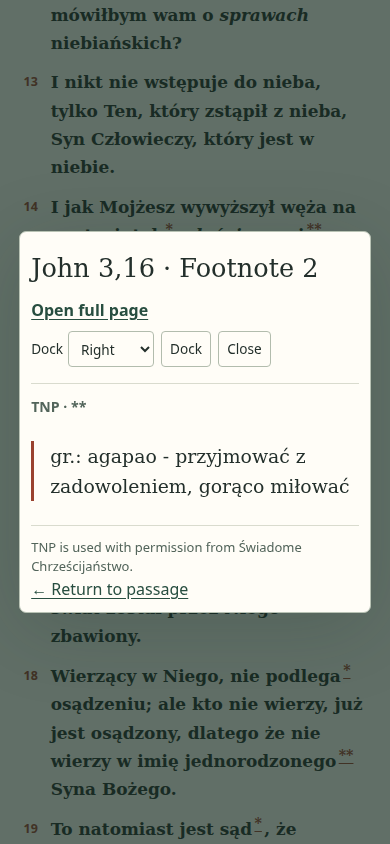 mówiłbym wam o sprawach
niebiańskich?
13 I nikt nie wstępuje do nieba,
tylko Ten, który zstąpił z nieba,
Syn Człowieczy, który jest w
niebie.
14 I jak Mojżesz wywyższył węża na
John 3,16 · Footnote 2
Open full page
Dock Right Dock Close
TNP · **
gr.: agapao - przyjmować z
zadowoleniem, gorąco miłować
TNP is used with permission from Świadome
Chrześcijaństwo.
← Return to passage
zbawiony.
18 Wierzący w Niego, nie podlega*
osądzeniu; ale kto nie wierzy, już
jest osądzony, dlatego że nie
wierzy w imię jednorodzonego**
Syna Bożego.
19 To natomiast jest sąd*, że